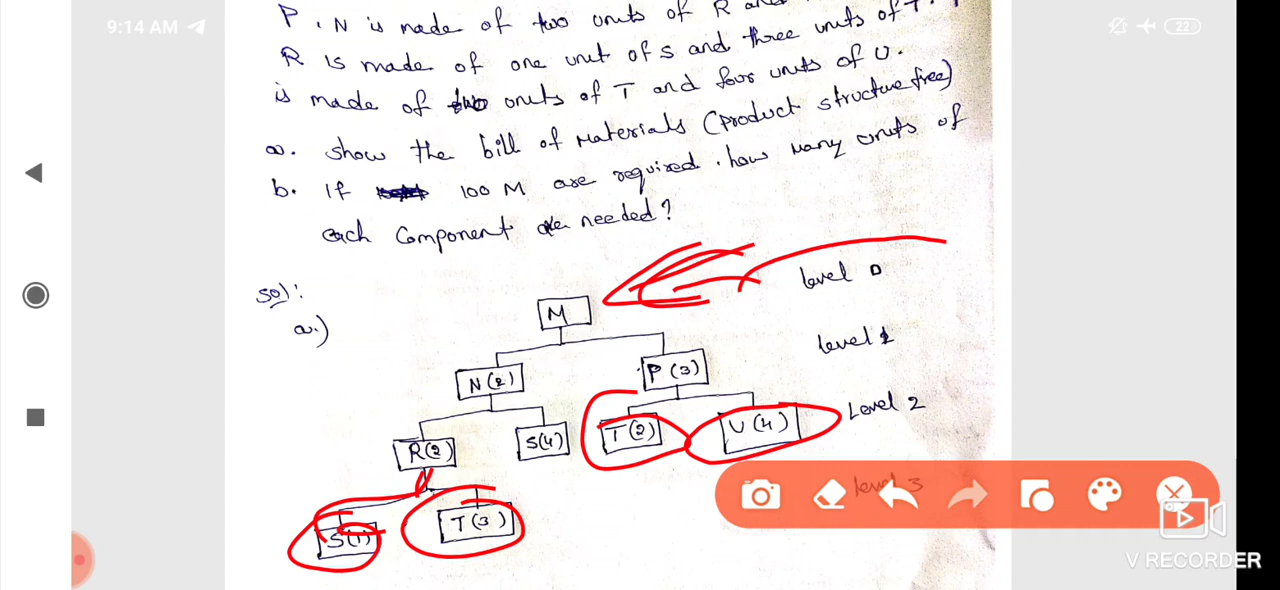 9:14 AM
22
P. N is made of two units of R and
R is made of one unit of S and three units of T. P
is made of two units of T and four units of U.
a. show the bill of Materials (Product structure free)
b. If 100 M are required. how many units of
each Component are needed?
Sol:
a.)
level 0
M
level 1
N(2)
P(3)
Level 2
R(2)
S(4)
T(2)
U(4)
level 3
S(1)
T(3)
V RECORDER